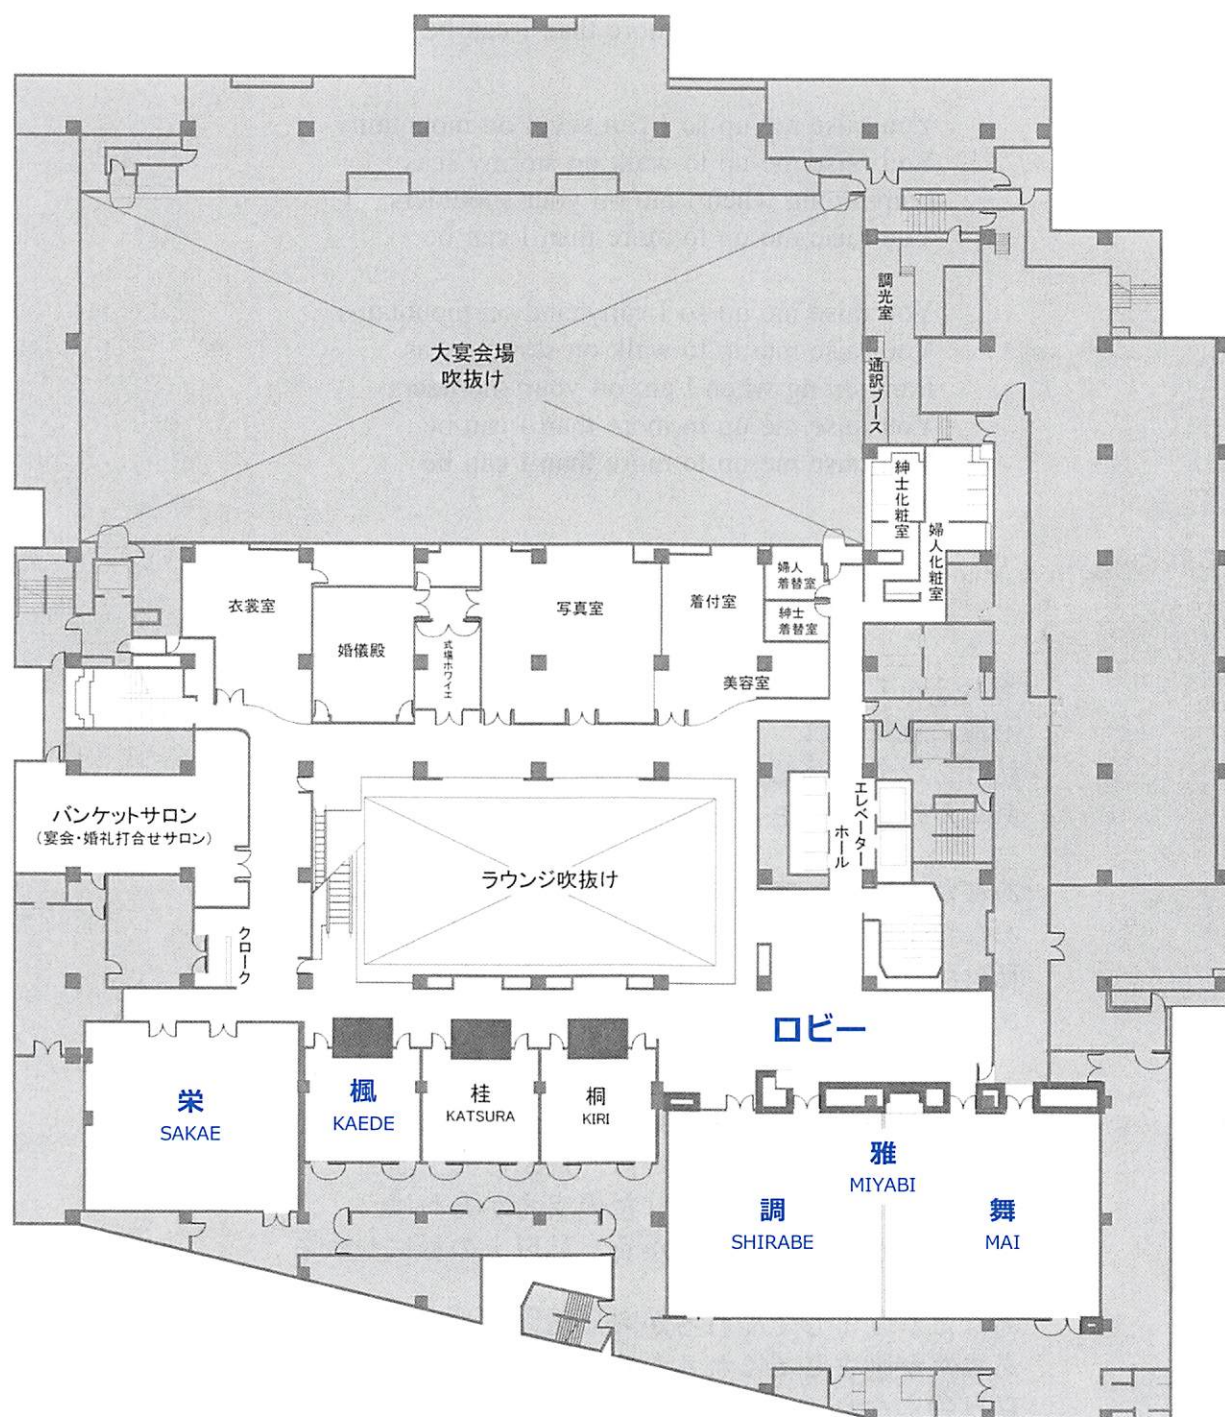 大宴会場
吹抜け
調光室
通訳ブース
紳士化粧室
婦人化粧室
衣裳室
婚儀殿
式場ホワイエ
写真室
着付室
婦人
着替室
紳士
着替室
美容室
バンケットサロン
(宴会・婚礼打合せサロン)
ラウンジ吹抜け
エレベーター
ホール
クローク
ロビー
栄
SAKAE
楓
KAEDE
桂
KATSURA
桐
KIRI
雅
MIYABI
調
SHIRABE
舞
MAI